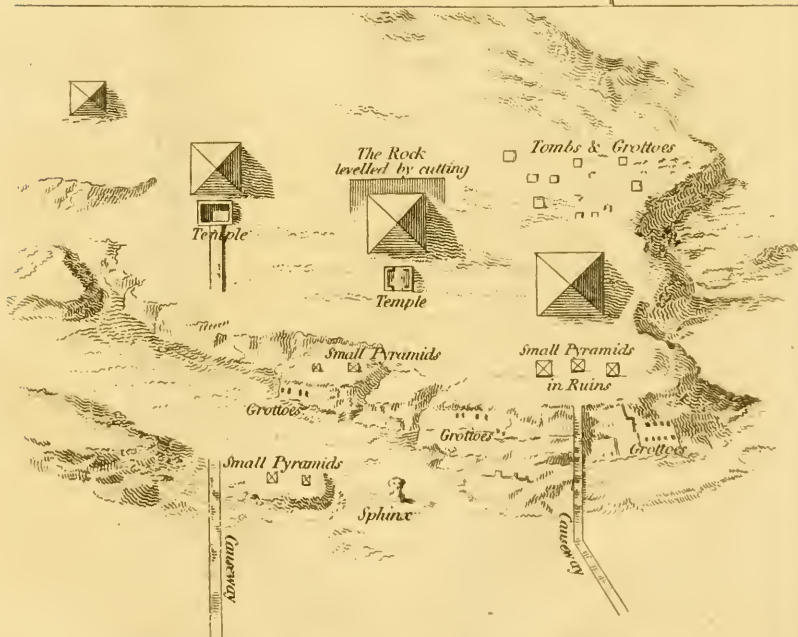 Tombs & Grottoes
The Rock
levelled by cutting
Temple
Temple
Small Pyramids
Small Pyramids
in Ruins
Grottoes
Grottoes
Grottoes
Small Pyramids
Sphinx
Causeway
Causeway